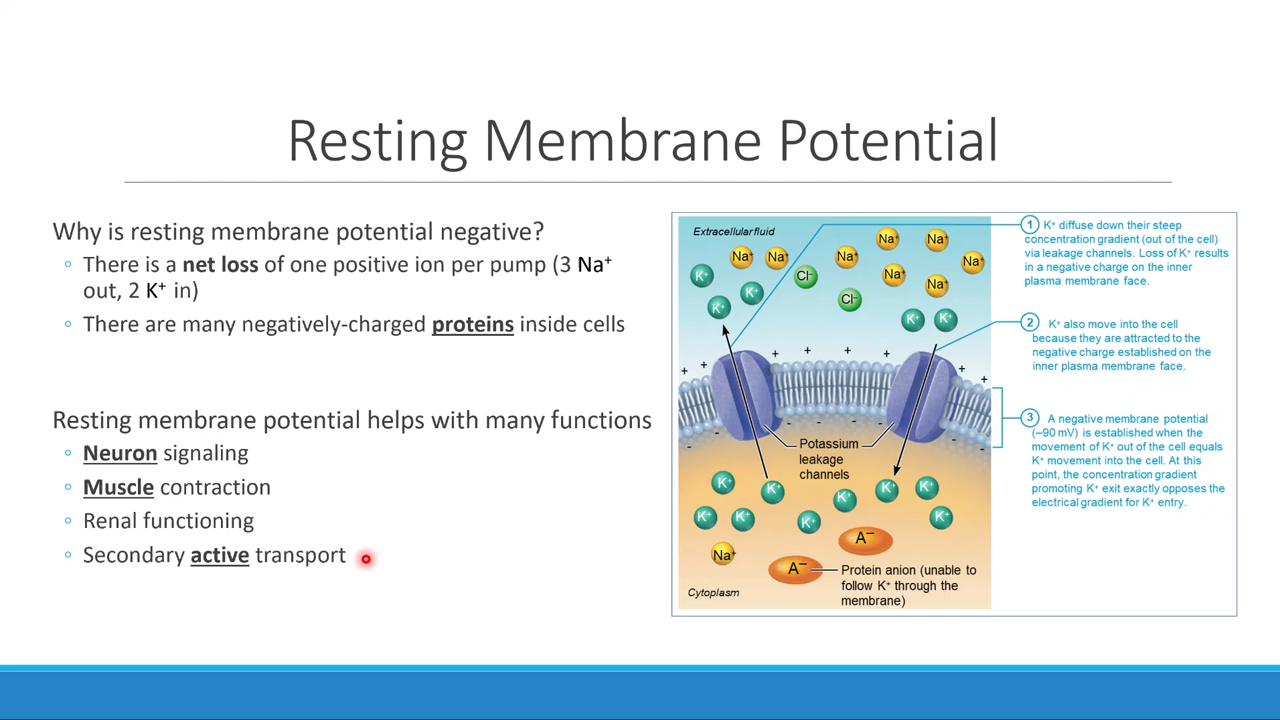 Resting Membrane Potential
Why is resting membrane potential negative?
◦ There is a net loss of one positive ion per pump (3 Na⁺
out, 2 K⁺ in)
◦ There are many negatively-charged proteins inside cells
Resting membrane potential helps with many functions
◦ Neuron signaling
◦ Muscle contraction
◦ Renal functioning
◦ Secondary active transport
Extracellular fluid
Na⁺ Na⁺ Na⁺ Na⁺ Na⁺ Na⁺ Na⁺ Na⁺
K⁺ K⁺ K⁺ Cl⁻ Cl⁻ K⁺ K⁺
+ + + + + + + +
- - - - - - - -
Potassium
leakage
channels
K⁺ K⁺ K⁺ K⁺ K⁺
K⁺ K⁺ K⁺ K⁺
Na⁺
A⁻
A⁻
Protein anion (unable to
follow K⁺ through the
membrane)
Cytoplasm
1 K⁺ diffuse down their steep
concentration gradient (out of the cell)
via leakage channels. Loss of K⁺ results
in a negative charge on the inner
plasma membrane face.
2 K⁺ also move into the cell
because they are attracted to the
negative charge established on the
inner plasma membrane face.
3 A negative membrane potential
(–90 mV) is established when the
movement of K⁺ out of the cell equals
K⁺ movement into the cell. At this
point, the concentration gradient
promoting K⁺ exit exactly opposes the
electrical gradient for K⁺ entry.